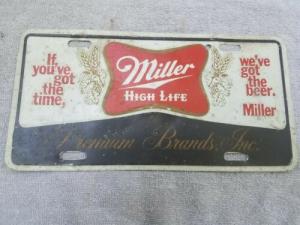 If,
you've
got
the
time,
Miller
HIGH LIFE
we've
got
the
beer.
Miller
Premium Brands, Inc.